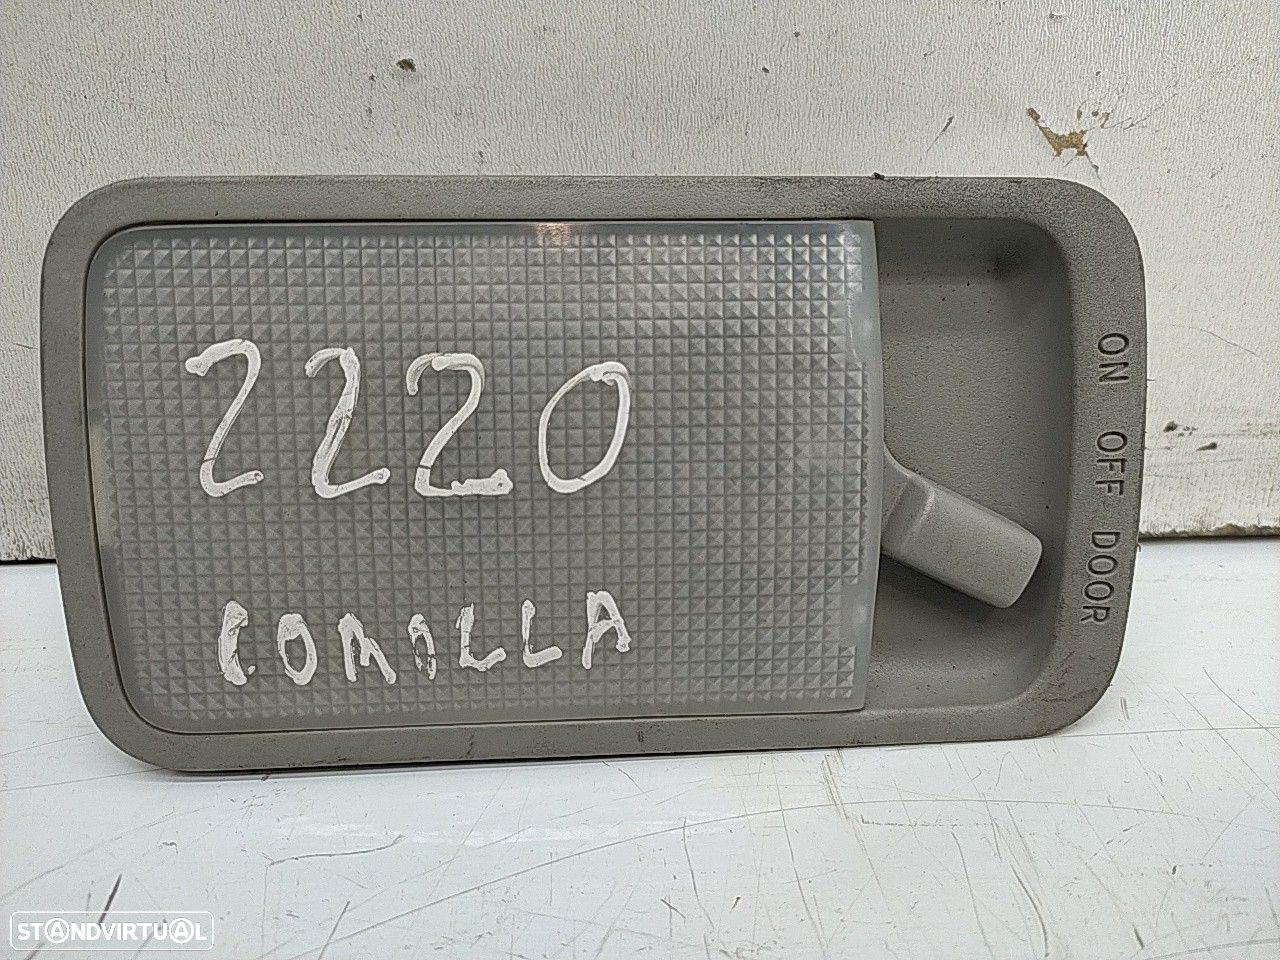 2220
COROLLA
ON OFF DOOR
STANDVIRTUAL